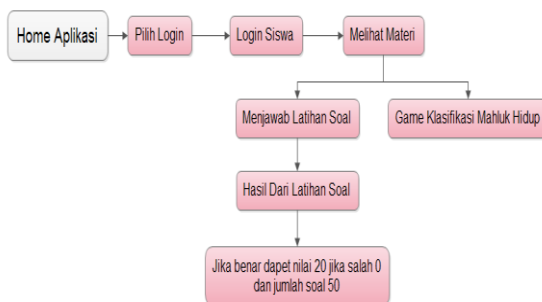 Home Aplikasi
Pilih Login
Login Siswa
Melihat Materi
Menjawab Latihan Soal
Game Klasifikasi Mahluk Hidup
Hasil Dari Latihan Soal
Jika benar dapet nilai 20 jika salah 0
dan jumlah soal 50